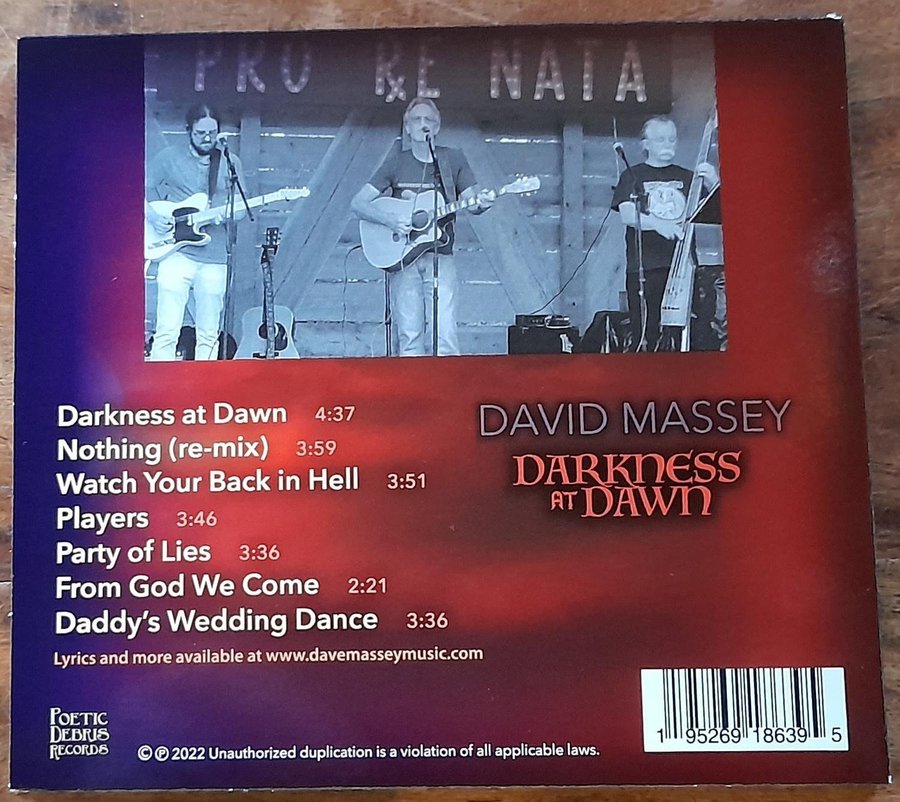 PRO RE NATA
Darkness at Dawn 4:37
Nothing (re-mix) 3:59
Watch Your Back in Hell 3:51
Players 3:46
Party of Lies 3:36
From God We Come 2:21
Daddy's Wedding Dance 3:36
Lyrics and more available at www.davemasseymusic.com
DAVID MASSEY
DARKNESS
AT DAWN
POETIC
DEBRIS
RECORDS
© ℗ 2022 Unauthorized duplication is a violation of all applicable laws.
1 95269 18639 5